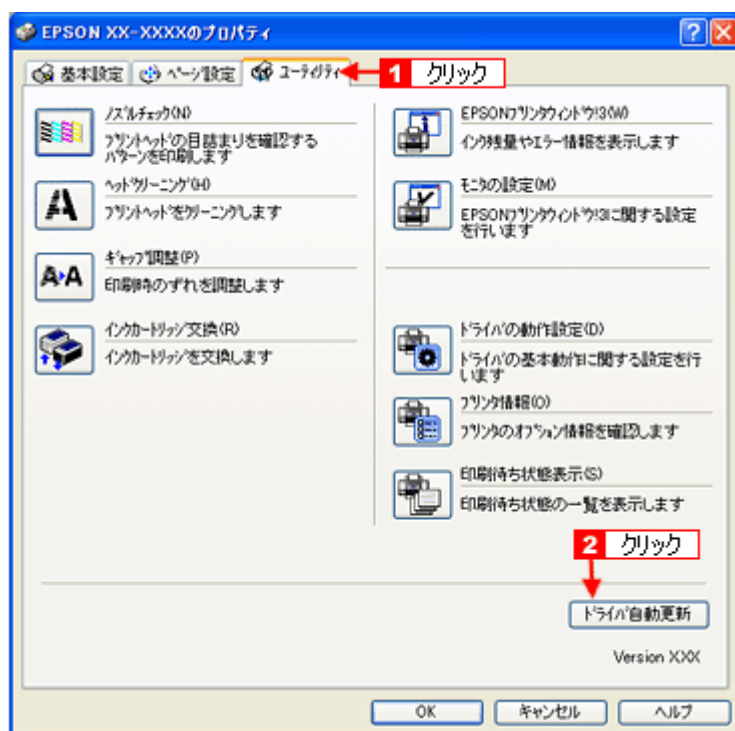 EPSON XX-XXXXのプロパティ
基本設定 ページ設定 ユーティリティ 1 クリック
ノズルチェック(N)
プリントヘッドの目詰まりを確認する
パターンを印刷します
ヘッドクリーニング(H)
プリントヘッドをクリーニングします
ギャップ調整(P)
印刷時のずれを調整します
インクカートリッジ交換(R)
インクカートリッジを交換します
EPSONプリンタウィンドウ!3(W)
インク残量やエラー情報を表示します
モニタの設定(M)
EPSONプリンタウィンドウ!3に関する設定
を行います
ドライバの動作設定(D)
ドライバの基本動作に関する設定を行
います
プリンタ情報(O)
プリンタのオプション情報を確認します
印刷待ち状態表示(S)
印刷待ち状態の一覧を表示します
2 クリック
ドライバ自動更新
Version XXX
OK キャンセル ヘルプ